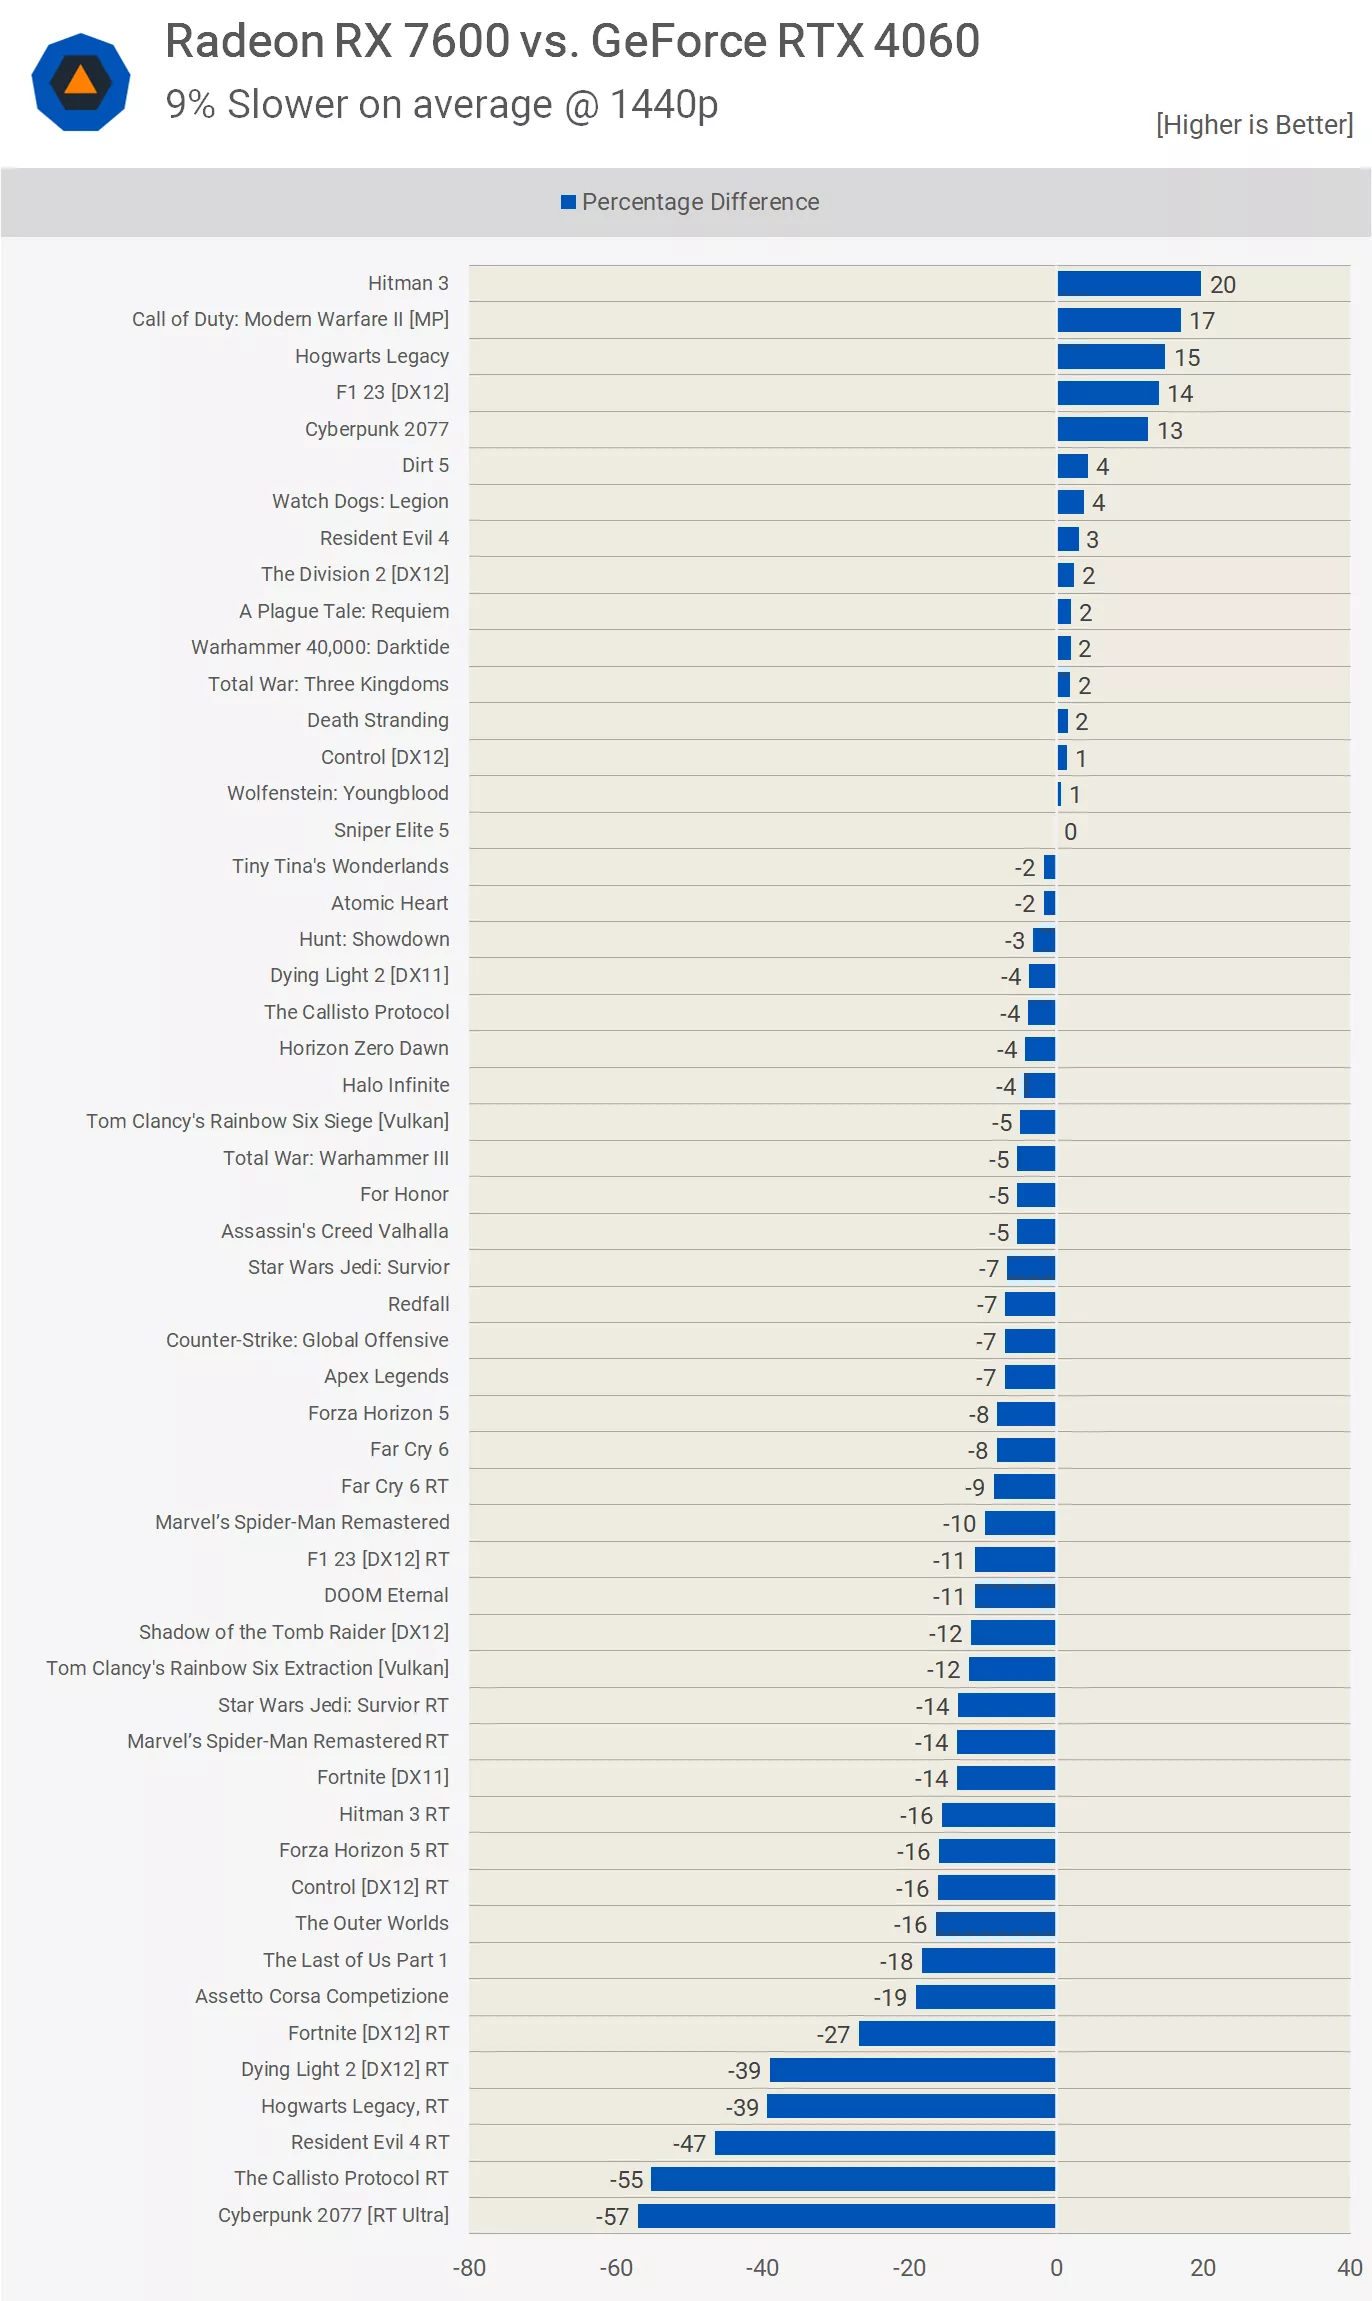 Radeon RX 7600 vs. GeForce RTX 4060
9% Slower on average @ 1440p
[Higher is Better]
Percentage Difference
Hitman 3 20
Call of Duty: Modern Warfare II [MP] 17
Hogwarts Legacy 15
F1 23 [DX12] 14
Cyberpunk 2077 13
Dirt 5 4
Watch Dogs: Legion 4
Resident Evil 4 3
The Division 2 [DX12] 2
A Plague Tale: Requiem 2
Warhammer 40,000: Darktide 2
Total War: Three Kingdoms 2
Death Stranding 2
Control [DX12] 1
Wolfenstein: Youngblood 1
Sniper Elite 5 0
Tiny Tina's Wonderlands -2
Atomic Heart -2
Hunt: Showdown -3
Dying Light 2 [DX11] -4
The Callisto Protocol -4
Horizon Zero Dawn -4
Halo Infinite -4
Tom Clancy's Rainbow Six Siege [Vulkan] -5
Total War: Warhammer III -5
For Honor -5
Assassin's Creed Valhalla -5
Star Wars Jedi: Survior -7
Redfall -7
Counter-Strike: Global Offensive -7
Apex Legends -7
Forza Horizon 5 -8
Far Cry 6 -8
Far Cry 6 RT -9
Marvel’s Spider-Man Remastered -10
F1 23 [DX12] RT -11
DOOM Eternal -11
Shadow of the Tomb Raider [DX12] -12
Tom Clancy's Rainbow Six Extraction [Vulkan] -12
Star Wars Jedi: Survior RT -14
Marvel’s Spider-Man Remastered RT -14
Fortnite [DX11] -14
Hitman 3 RT -16
Forza Horizon 5 RT -16
Control [DX12] RT -16
The Outer Worlds -16
The Last of Us Part 1 -18
Assetto Corsa Competizione -19
Fortnite [DX12] RT -27
Dying Light 2 [DX12] RT -39
Hogwarts Legacy, RT -39
Resident Evil 4 RT -47
The Callisto Protocol RT -55
Cyberpunk 2077 [RT Ultra] -57
-80 -60 -40 -20 0 20 40